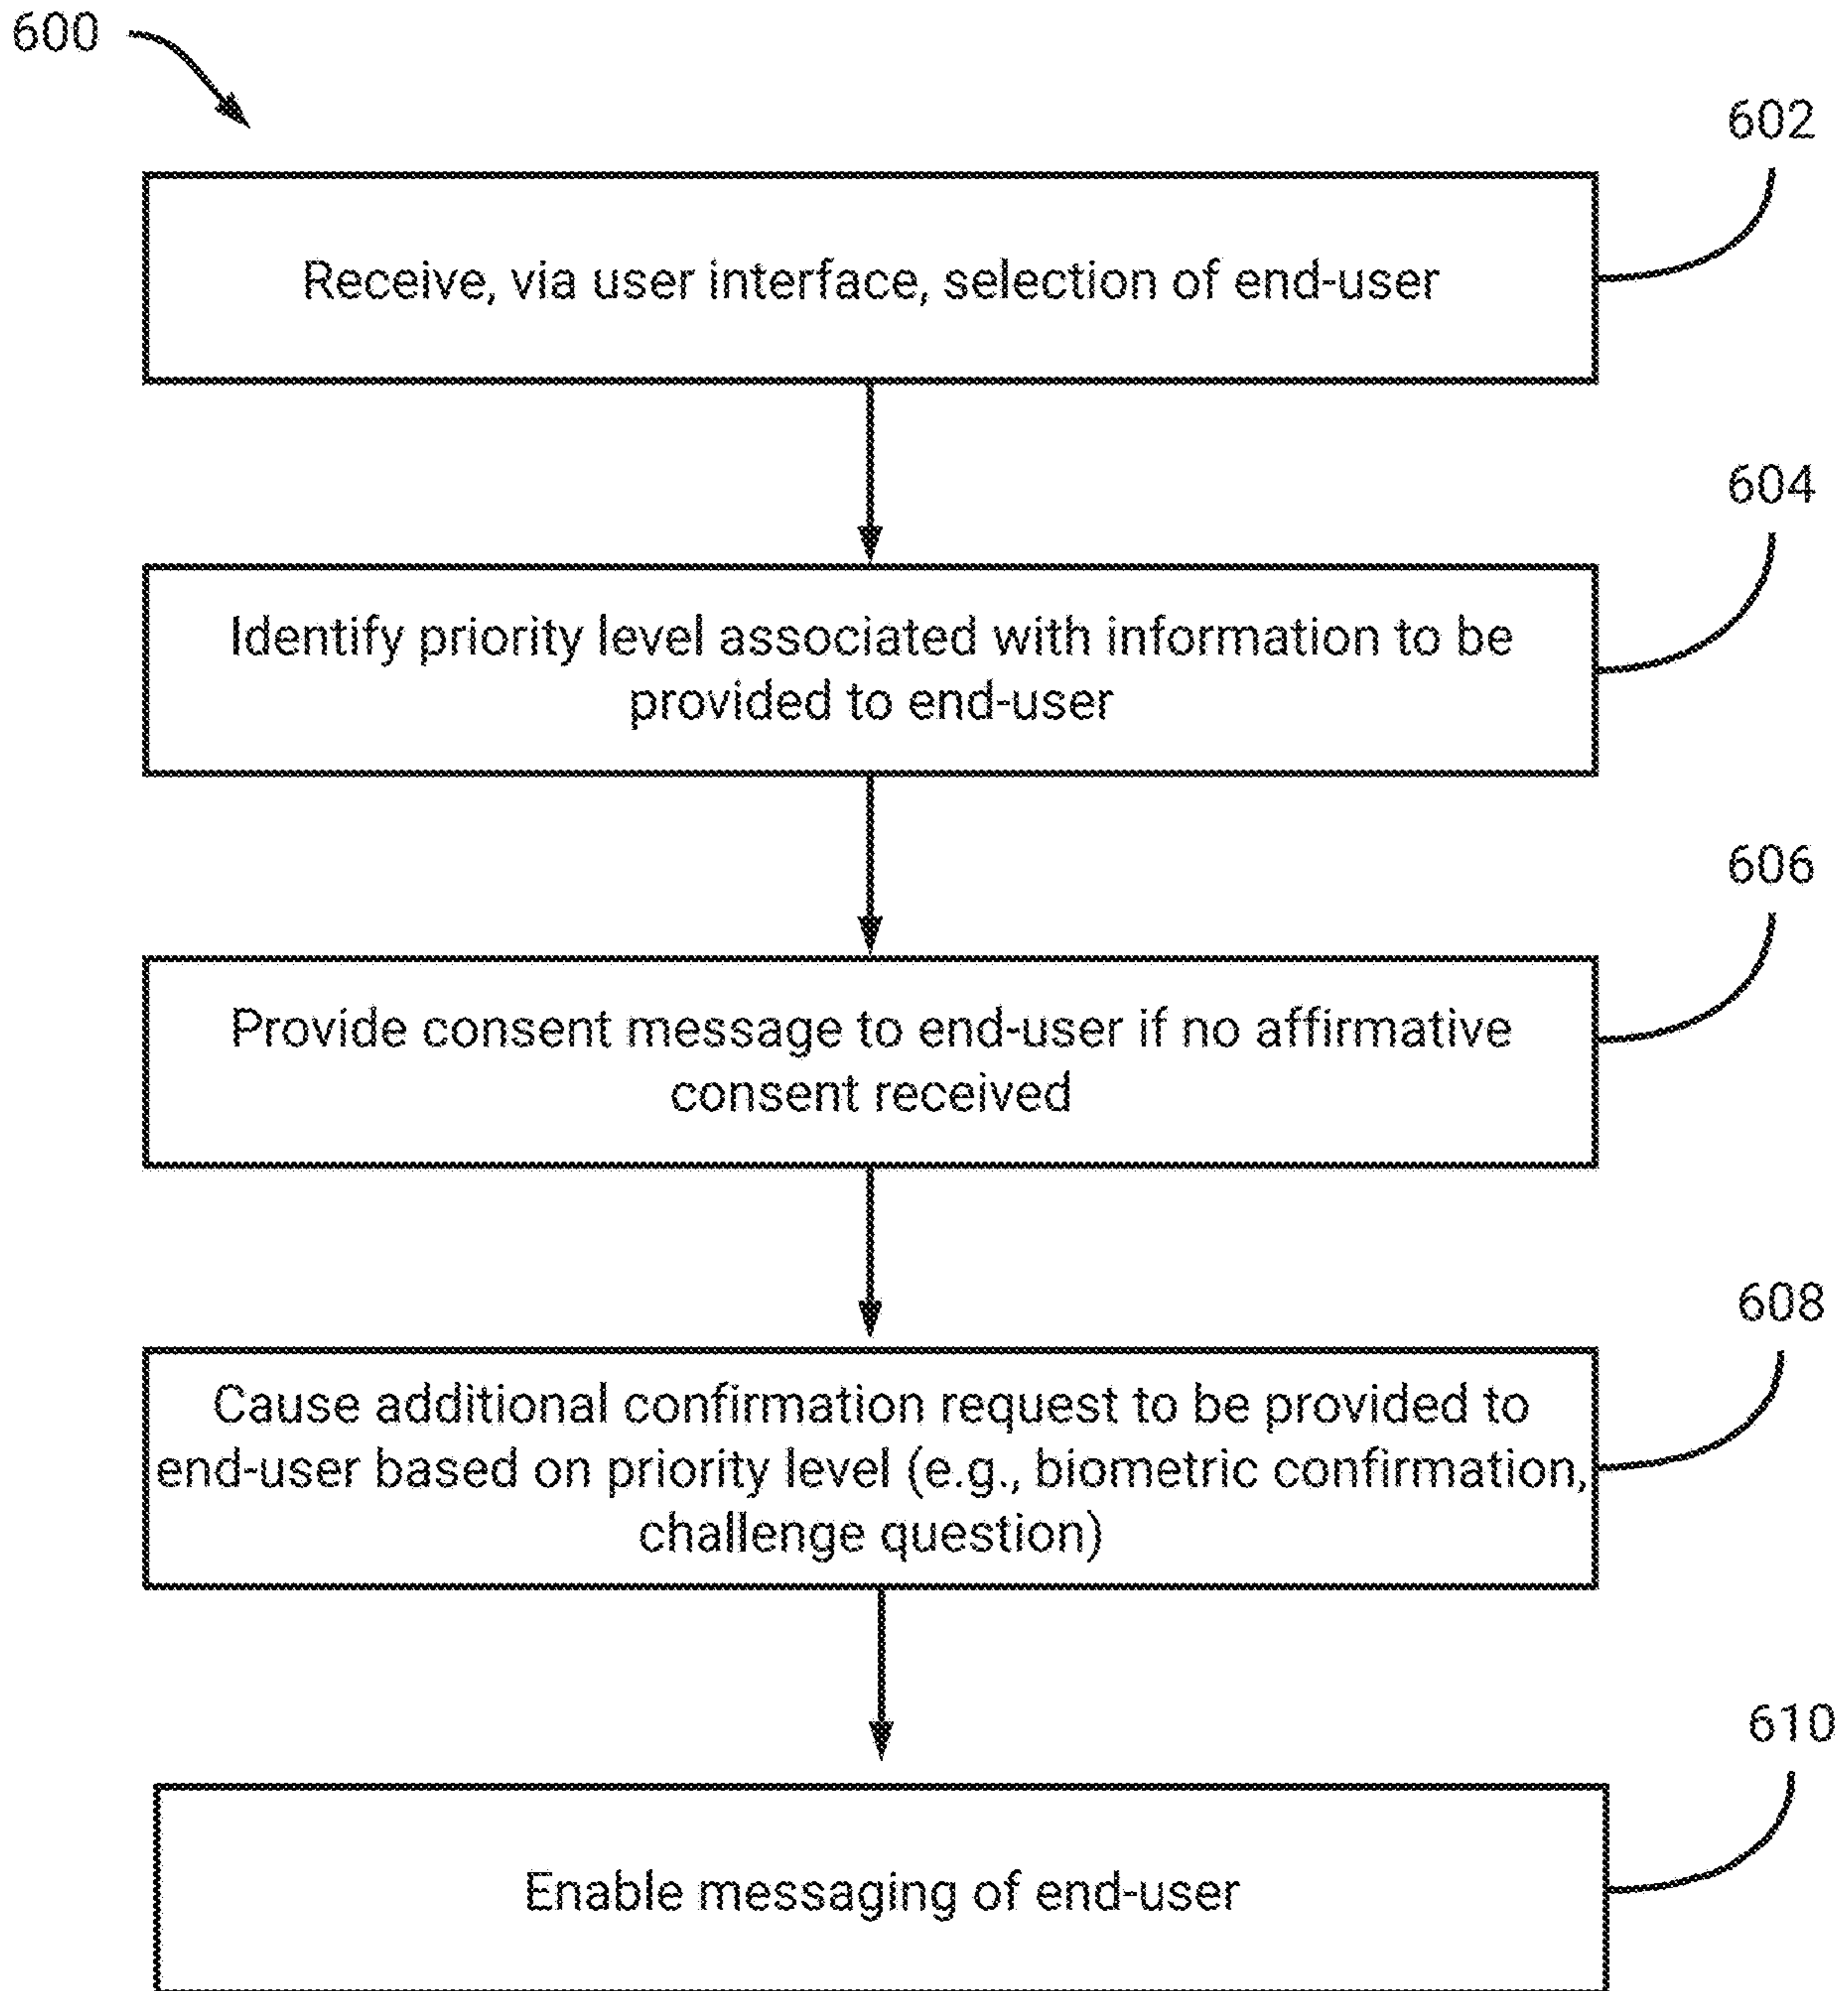 600
602
Receive, via user interface, selection of end-user
604
Identify priority level associated with information to be
provided to end-user
606
Provide consent message to end-user if no affirmative
consent received
608
Cause additional confirmation request to be provided to
end-user based on priority level (e.g., biometric confirmation,
challenge question)
610
Enable messaging of end-user